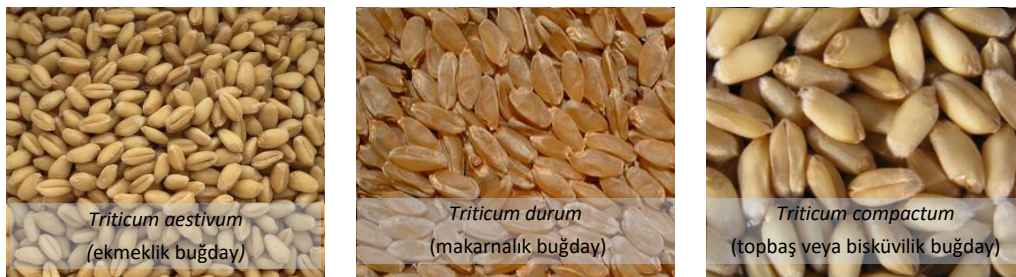 Triticum aestivum
(ekmeklik buğday)
Triticum durum
(makarnalık buğday)
Triticum compactum
(topbaş veya bisküvilik buğday)